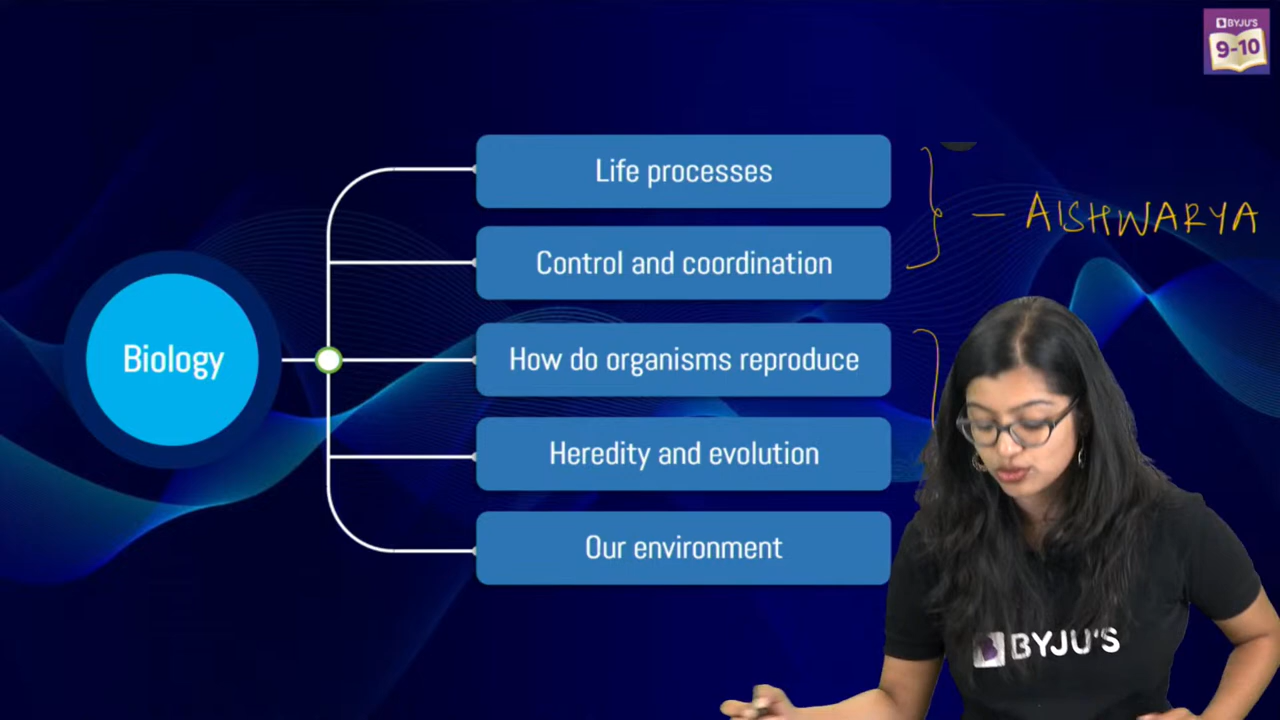 BYJU'S
9-10
Life processes
Control and coordination
— AISHWARYA
Biology
How do organisms reproduce
Heredity and evolution
Our environment
BYJU'S